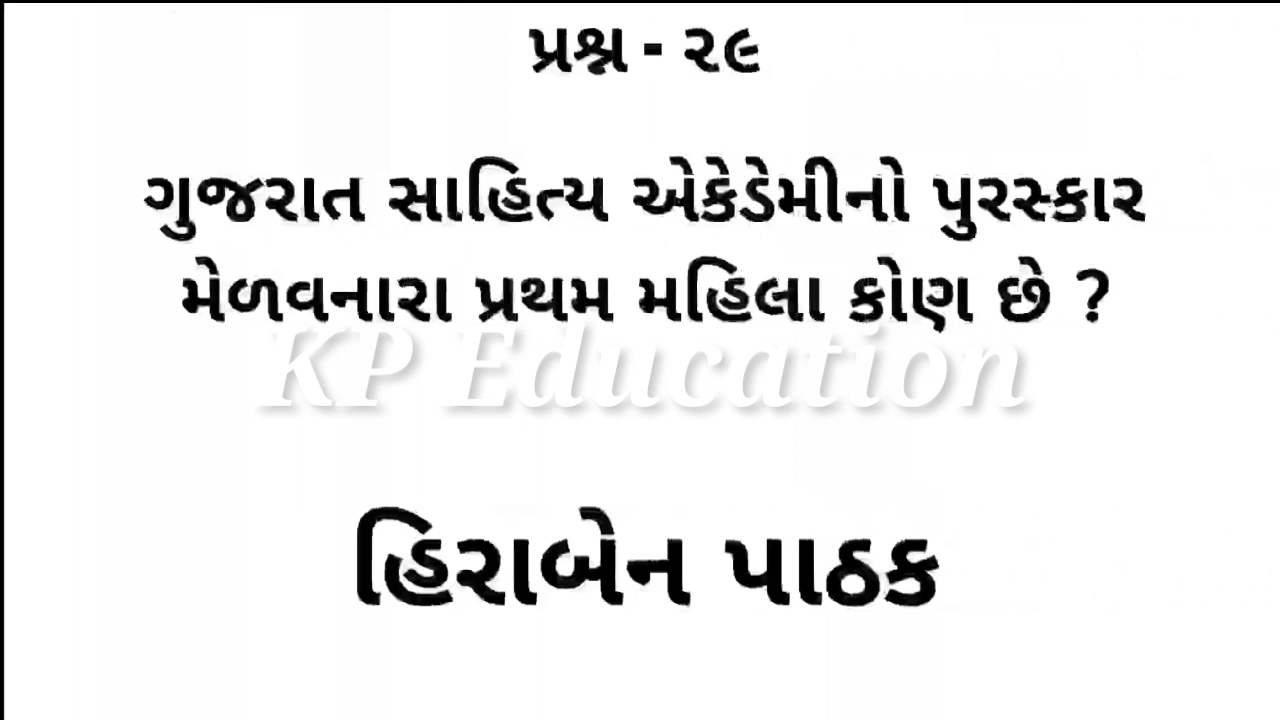 પ્રશ્ન - ૨૯
ગુજરાત સાહિત્ય એકેડેમીનો પુરસ્કાર
મેળવનારા પ્રથમ મહિલા કોણ છે ?
KP Education
હિરાબેન પાઠક